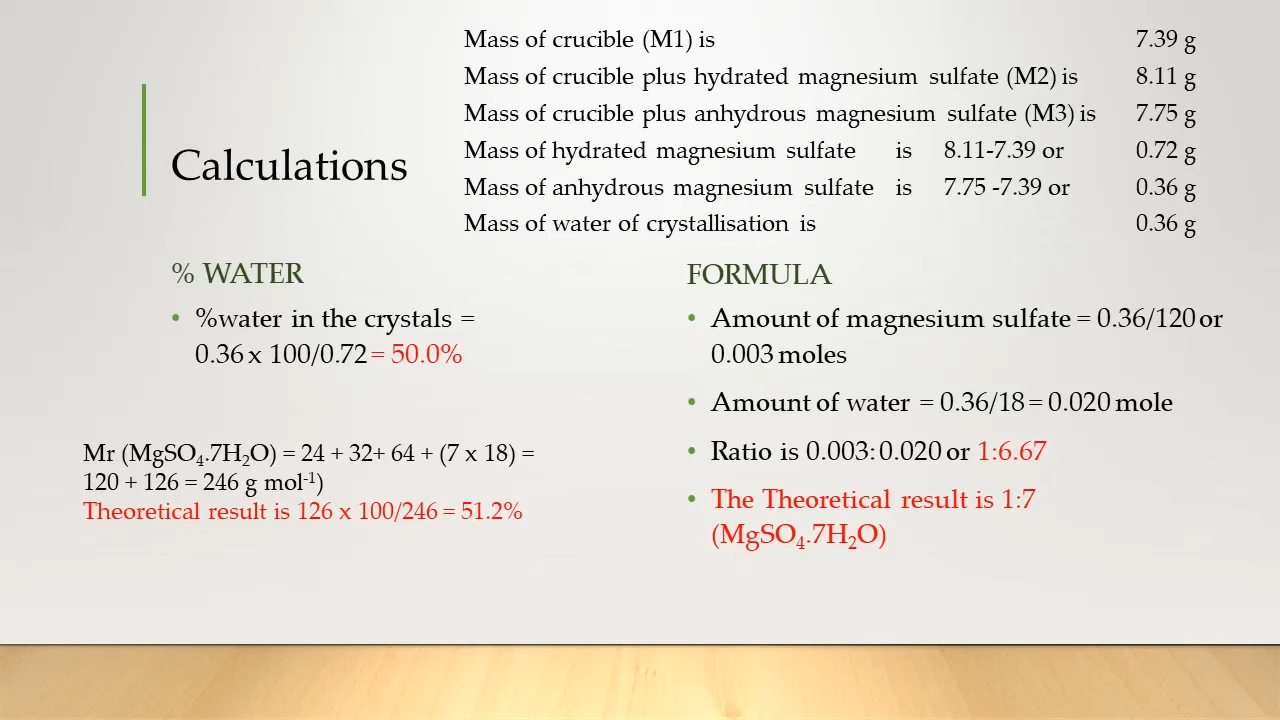 Mass of crucible (M1) is 7.39 g
Mass of crucible plus hydrated magnesium sulfate (M2) is 8.11 g
Mass of crucible plus anhydrous magnesium sulfate (M3) is 7.75 g
Mass of hydrated magnesium sulfate is 8.11-7.39 or 0.72 g
Mass of anhydrous magnesium sulfate is 7.75 -7.39 or 0.36 g
Mass of water of crystallisation is 0.36 g
Calculations
% WATER
• %water in the crystals =
0.36 x 100/0.72 = 50.0%
Mr (MgSO₄.7H₂O) = 24 + 32+ 64 + (7 x 18) =
120 + 126 = 246 g mol⁻¹)
Theoretical result is 126 x 100/246 = 51.2%
FORMULA
• Amount of magnesium sulfate = 0.36/120 or
0.003 moles
• Amount of water = 0.36/18 = 0.020 mole
• Ratio is 0.003:0.020 or 1:6.67
• The Theoretical result is 1:7
(MgSO₄.7H₂O)